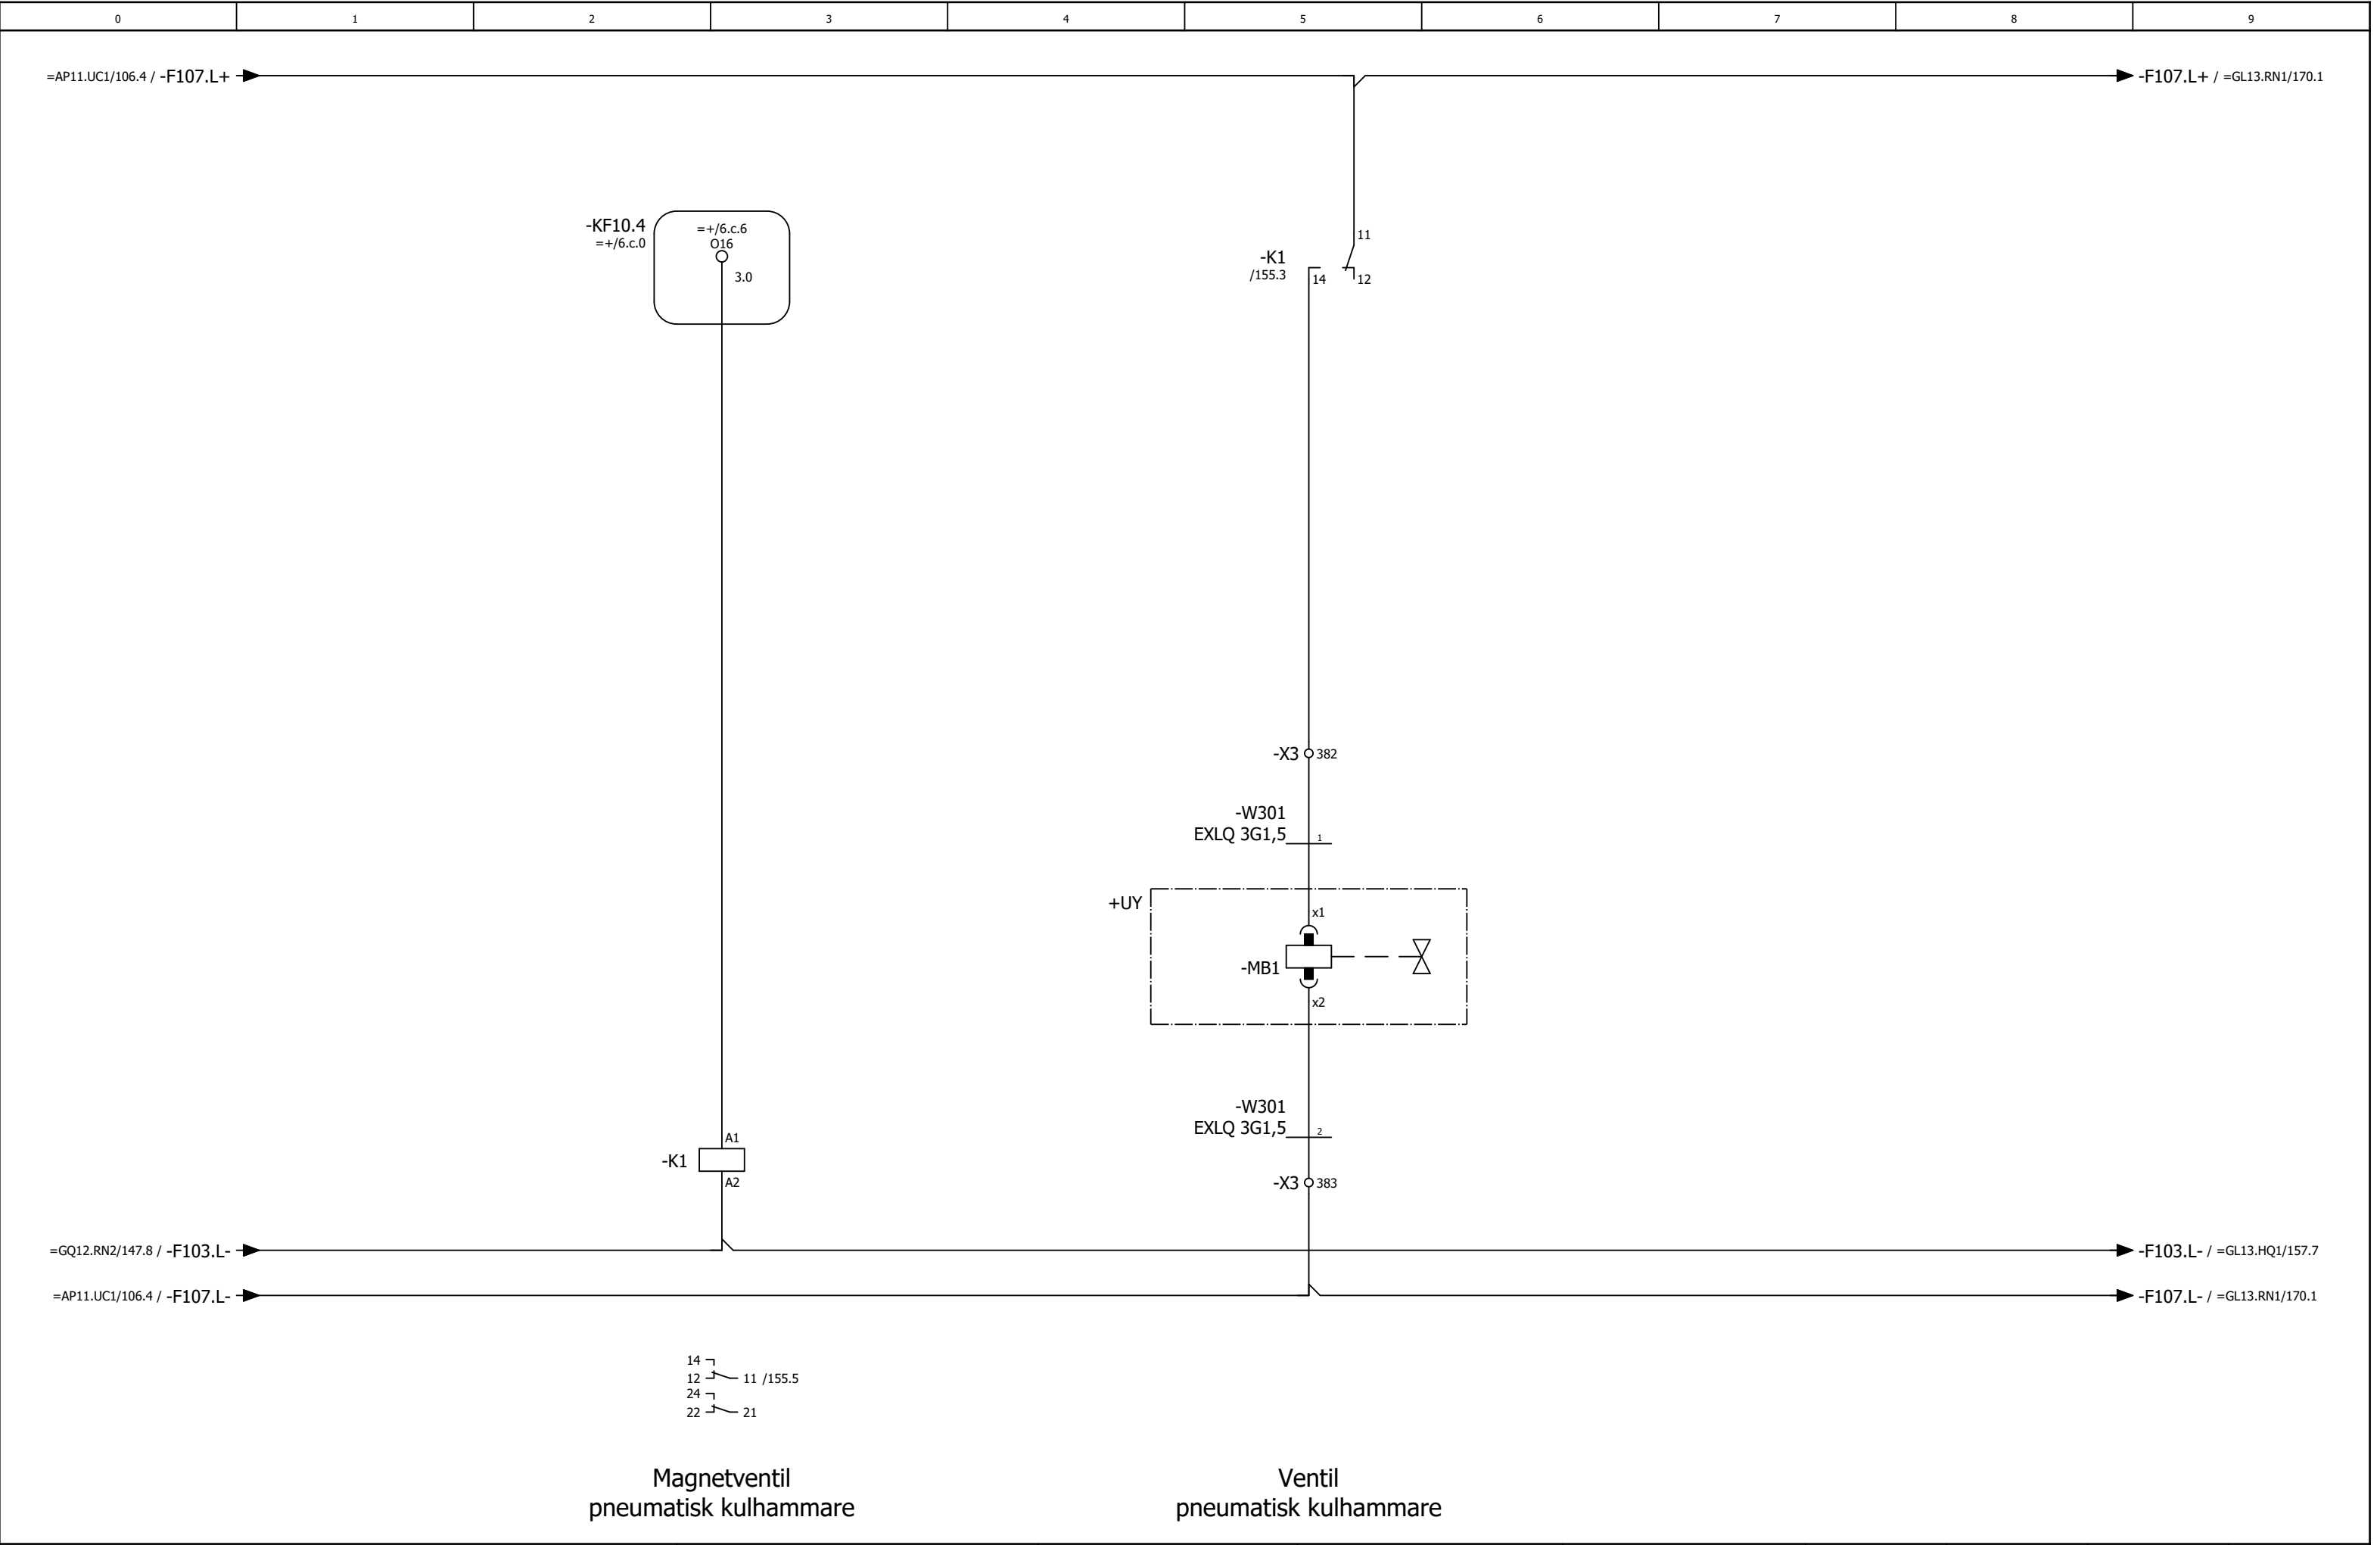 0 1 2 3 4 5 6 7 8 9
=AP11.UC1/106.4 / -F107.L+
-F107.L+ / =GL13.RN1/170.1
-KF10.4
=+/6.c.0
=+/6.c.6
O16
3.0
-K1
/155.3
11
14
12
-X3 382
-W301
EXLQ 3G1,5
1
+UY
x1
-MB1
x2
-W301
EXLQ 3G1,5
2
-X3 383
A1
-K1
A2
=GQ12.RN2/147.8 / -F103.L-
-F103.L- / =GL13.HQ1/157.7
=AP11.UC1/106.4 / -F107.L-
-F107.L- / =GL13.RN1/170.1
14
12 11 /155.5
24
22 21
Magnetventil
pneumatisk kulhammare
Ventil
pneumatisk kulhammare